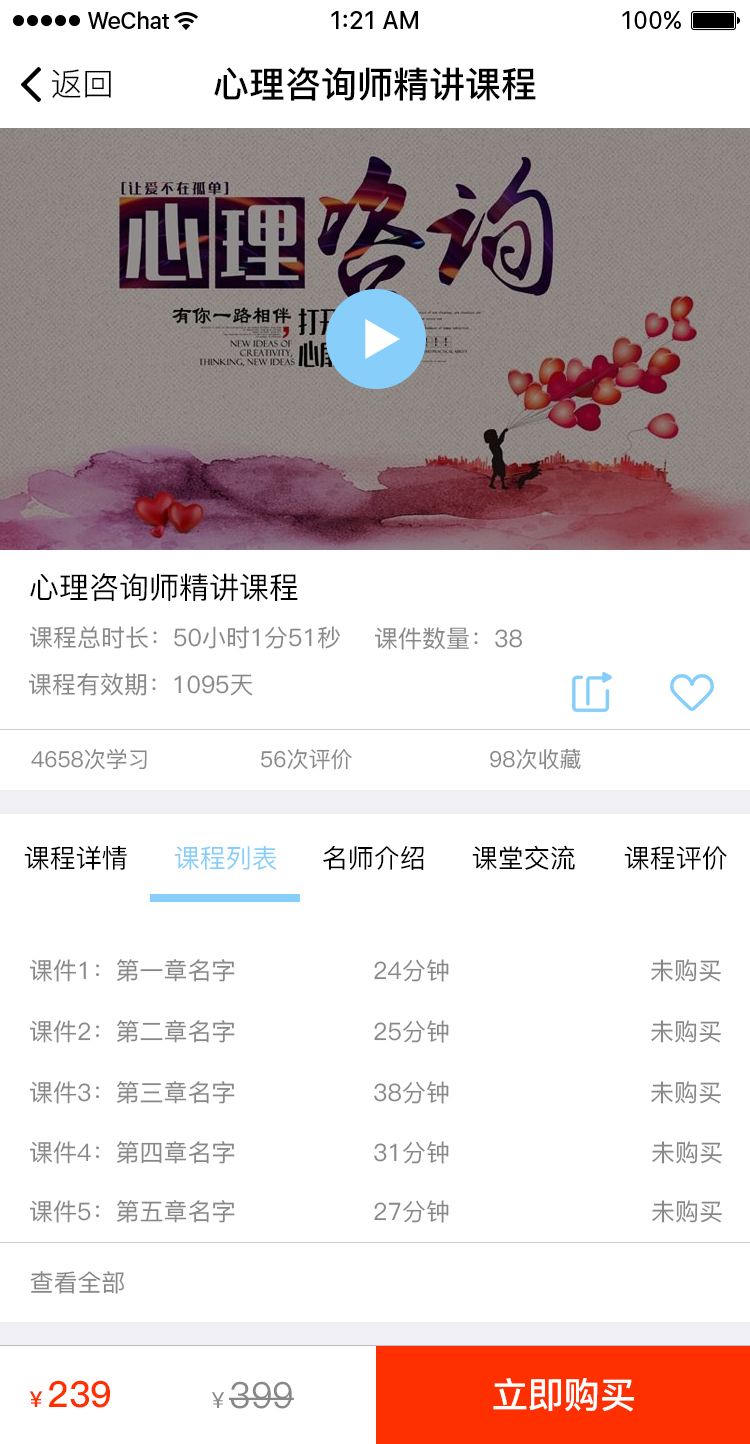 WeChat 1:21 AM 100%
返回 心理咨询师精讲课程
[让爱不在孤单]
心理咨询
有你一路相伴
NEW IDEAS OF
CREATIVITY,
THINKING, NEW IDEAS
心理咨询师精讲课程
课程总时长：50小时1分51秒 课件数量：38
课程有效期：1095天
4658次学习 56次评价 98次收藏
课程详情 课程列表 名师介绍 课堂交流 课程评价
课件1：第一章名字 24分钟 未购买
课件2：第二章名字 25分钟 未购买
课件3：第三章名字 38分钟 未购买
课件4：第四章名字 31分钟 未购买
课件5：第五章名字 27分钟 未购买
查看全部
¥239 ¥399 立即购买